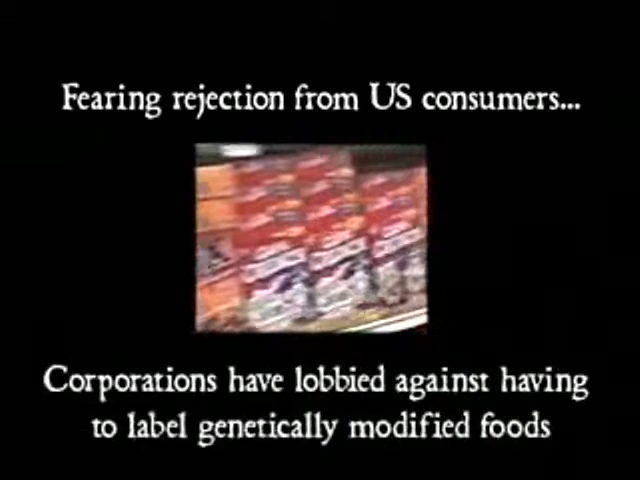 Fearing rejection from US consumers...
Corporations have lobbied against having
to label genetically modified foods